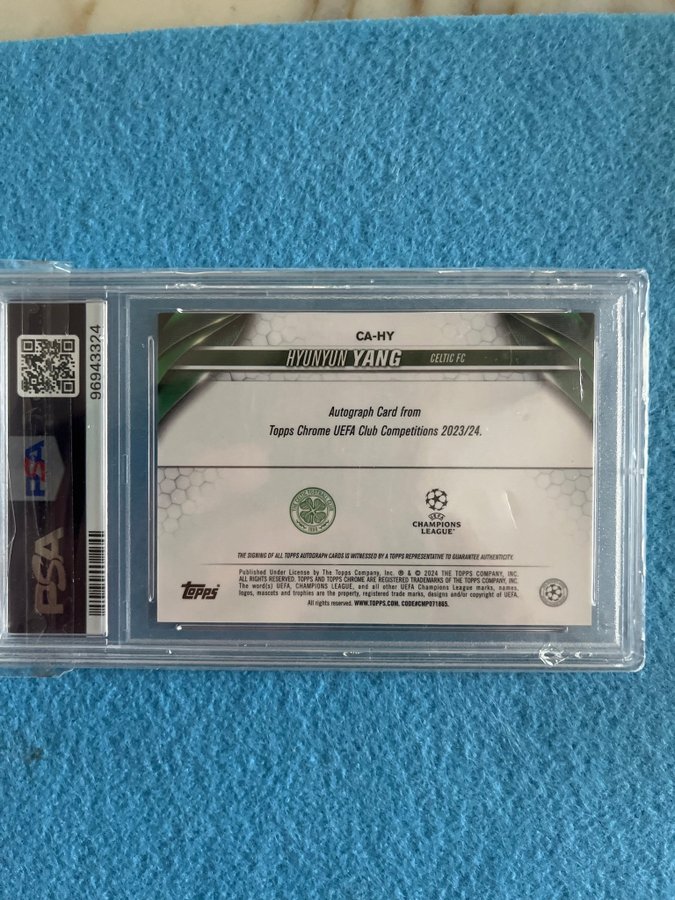 96943324
PSA
PSA
CA-HY
HYUNYUN YANG CELTIC FC
Autograph Card from
Topps Chrome UEFA Club Competitions 2023/24.
UEFA
CHAMPIONS
LEAGUE
THE SIGNING OF ALL TOPPS AUTOGRAPH CARDS IS WITNESSED BY A TOPPS REPRESENTATIVE TO GUARANTEE AUTHENTICITY.
Topps
Published Under License by The Topps Company, Inc. ® & © 2024 THE TOPPS COMPANY, INC.
ALL RIGHTS RESERVED. TOPPS AND TOPPS CHROME ARE REGISTERED TRADEMARKS OF THE TOPPS COMPANY, INC.
The word(s) UEFA, CHAMPIONS LEAGUE, and all other UEFA Champions League marks, names,
logos, mascots and trophies are the property, registered trade marks, designs and/or copyright of UEFA.
All rights reserved. WWW.TOPPS.COM. CODE#CMP071865.